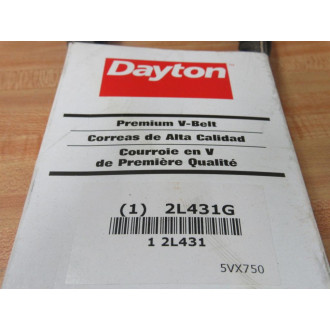 Dayton
Premium V-Belt
Correas de Alta Calidad
Courroie en V
de Première Qualité
(1) 2L431G
1 2L431
5VX750